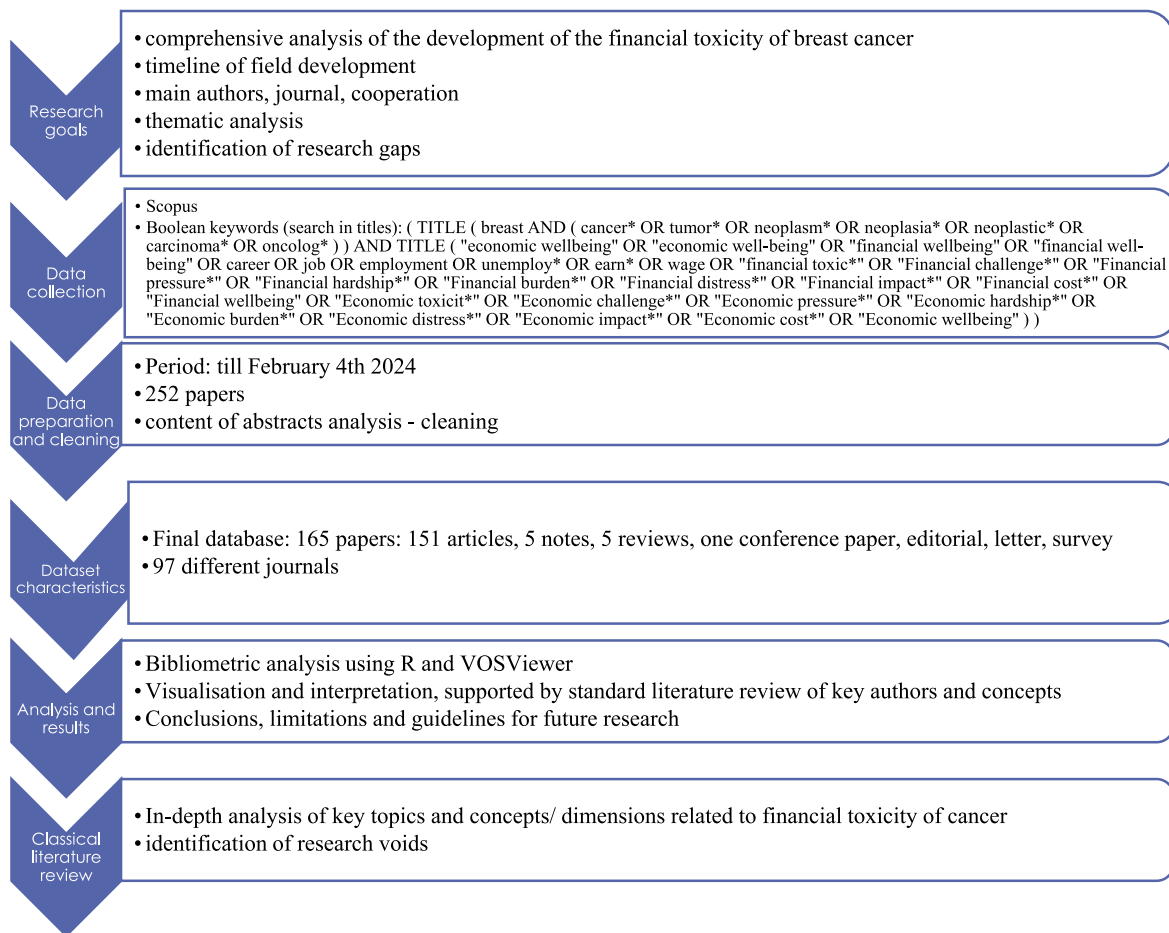 Research
goals
• comprehensive analysis of the development of the financial toxicity of breast cancer
• timeline of field development
• main authors, journal, cooperation
• thematic analysis
• identification of research gaps
Data
collection
• Scopus
• Boolean keywords (search in titles): ( TITLE ( breast AND ( cancer* OR tumor* OR neoplasm* OR neoplasia* OR neoplastic* OR
carcinoma* OR oncolog* ) ) AND TITLE ( "economic wellbeing" OR "economic well-being" OR "financial wellbeing" OR "financial well-
being" OR career OR job OR employment OR unemploy* OR earn* OR wage OR "financial toxic*" OR "Financial challenge*" OR "Financial
pressure*" OR "Financial hardship*" OR "Financial burden*" OR "Financial distress*" OR "Financial impact*" OR "Financial cost*" OR
"Financial wellbeing" OR "Economic toxicit*" OR "Economic challenge*" OR "Economic pressure*" OR "Economic hardship*" OR
"Economic burden*" OR "Economic distress*" OR "Economic impact*" OR "Economic cost*" OR "Economic wellbeing" ) )
Data
preparation
and cleaning
• Period: till February 4th 2024
• 252 papers
• content of abstracts analysis - cleaning
Dataset
characteristics
• Final database: 165 papers: 151 articles, 5 notes, 5 reviews, one conference paper, editorial, letter, survey
• 97 different journals
Analysis and
results
• Bibliometric analysis using R and VOSViewer
• Visualisation and interpretation, supported by standard literature review of key authors and concepts
• Conclusions, limitations and guidelines for future research
Classical
literature
review
• In-depth analysis of key topics and concepts/ dimensions related to financial toxicity of cancer
• identification of research voids